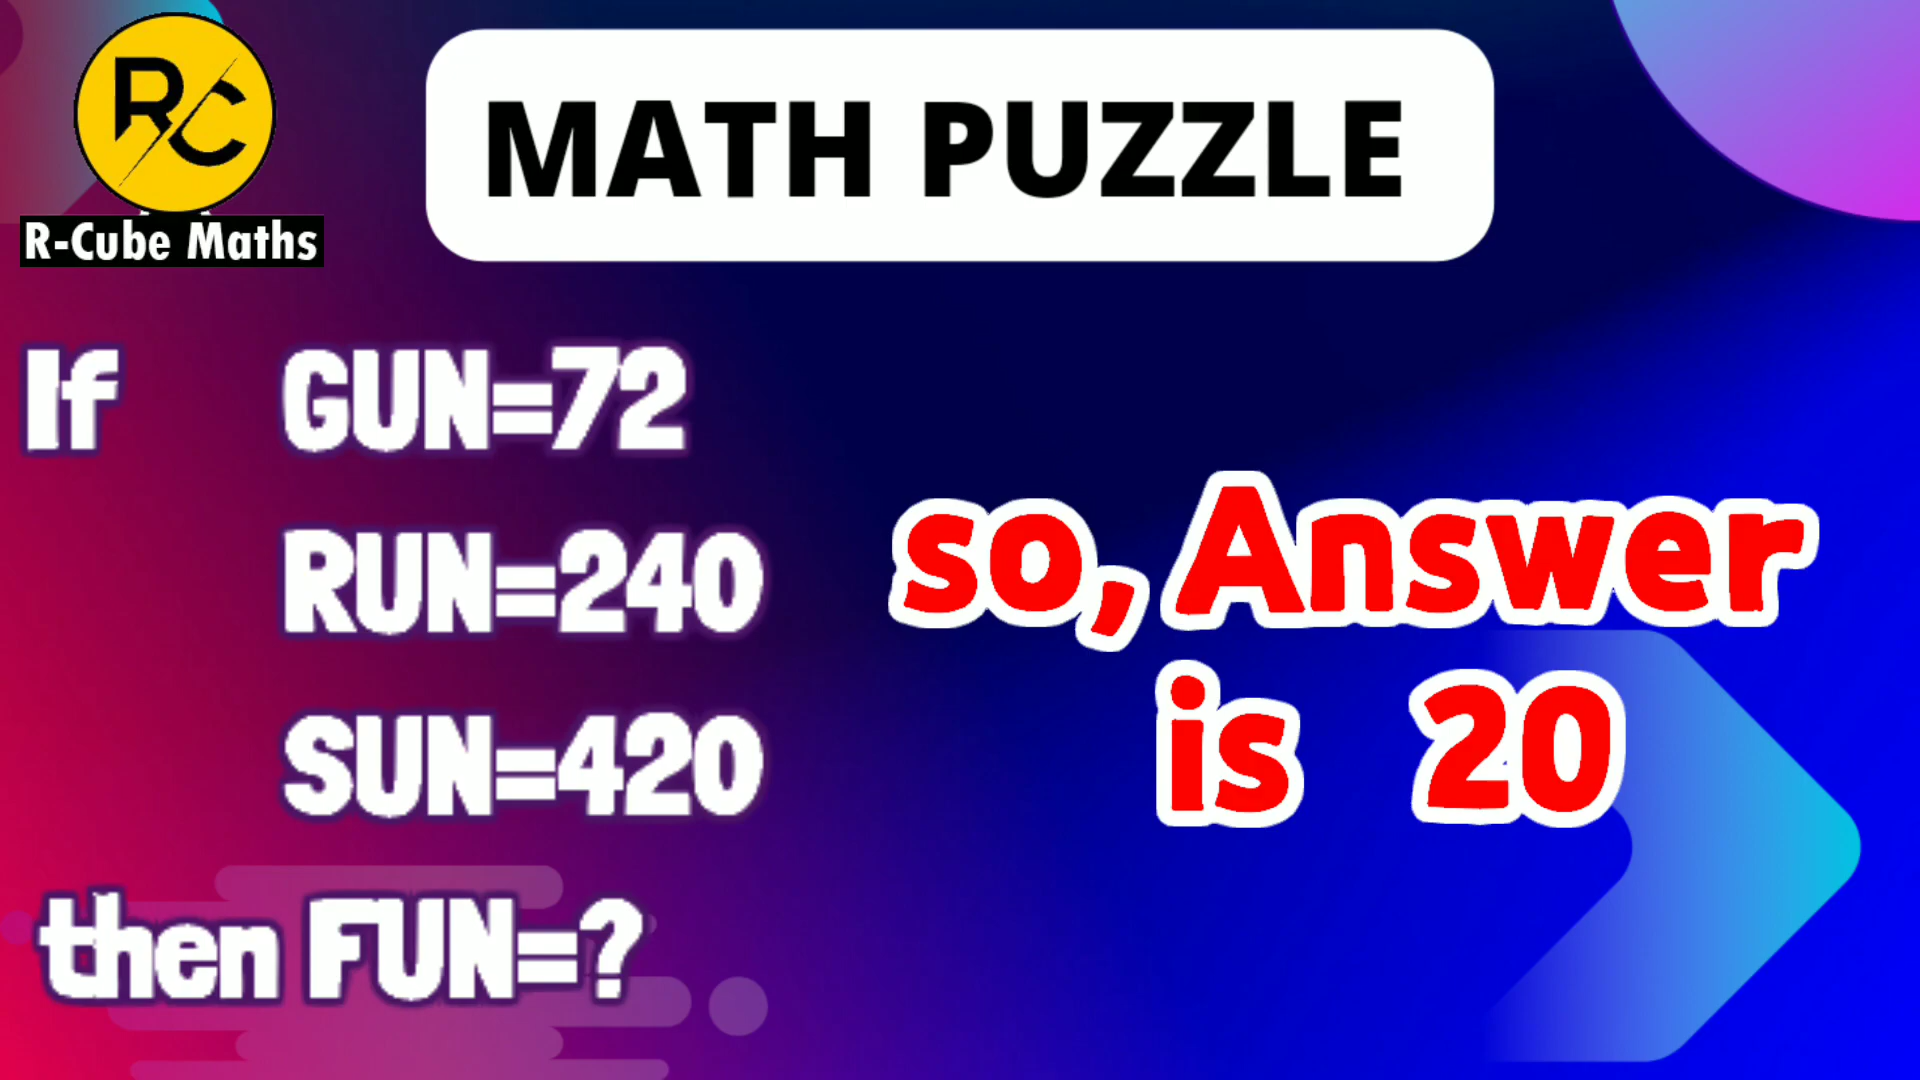 RC
R-Cube Maths
MATH PUZZLE
If GUN=72
RUN=240
SUN=420
then FUN=?
so, Answer
is 20